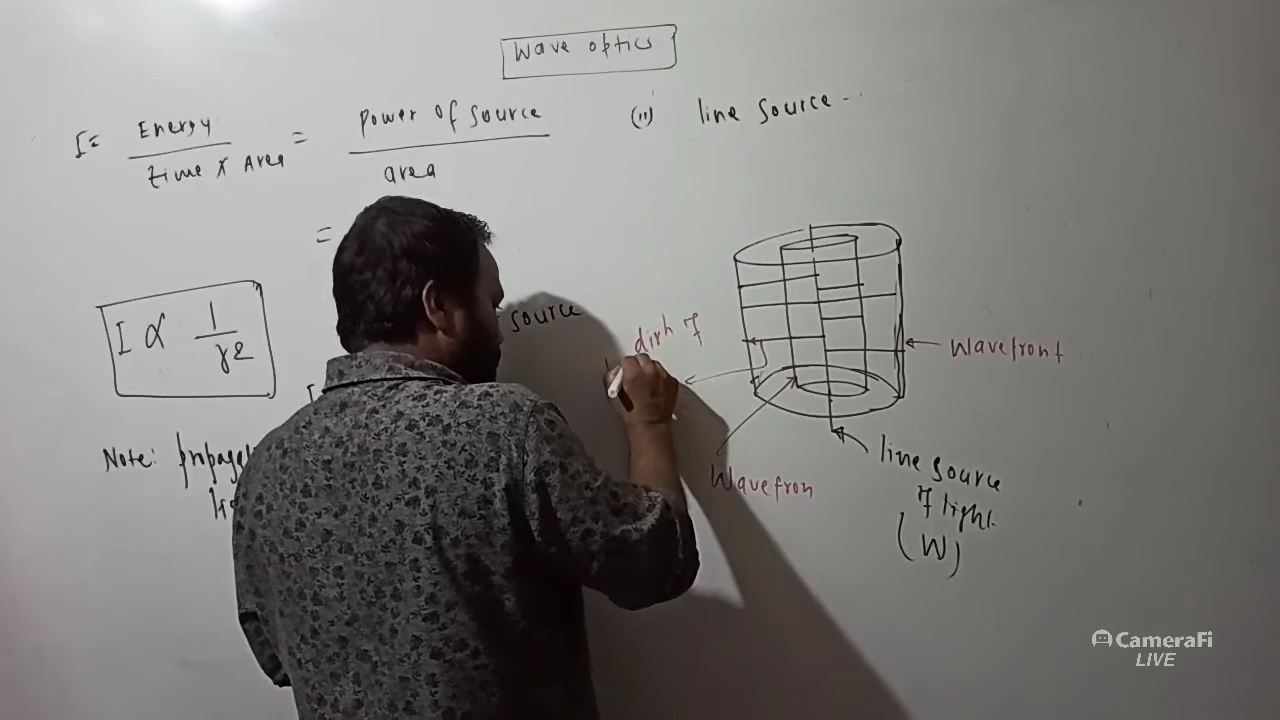 Wave optics
I = Energy / time × Area = Power of source / area
(ii) line source
=
source
I ∝ 1 / r2
Note:
dirn of
Wavefront
Wavefron
line source
of light
(W)
CameraFi
LIVE